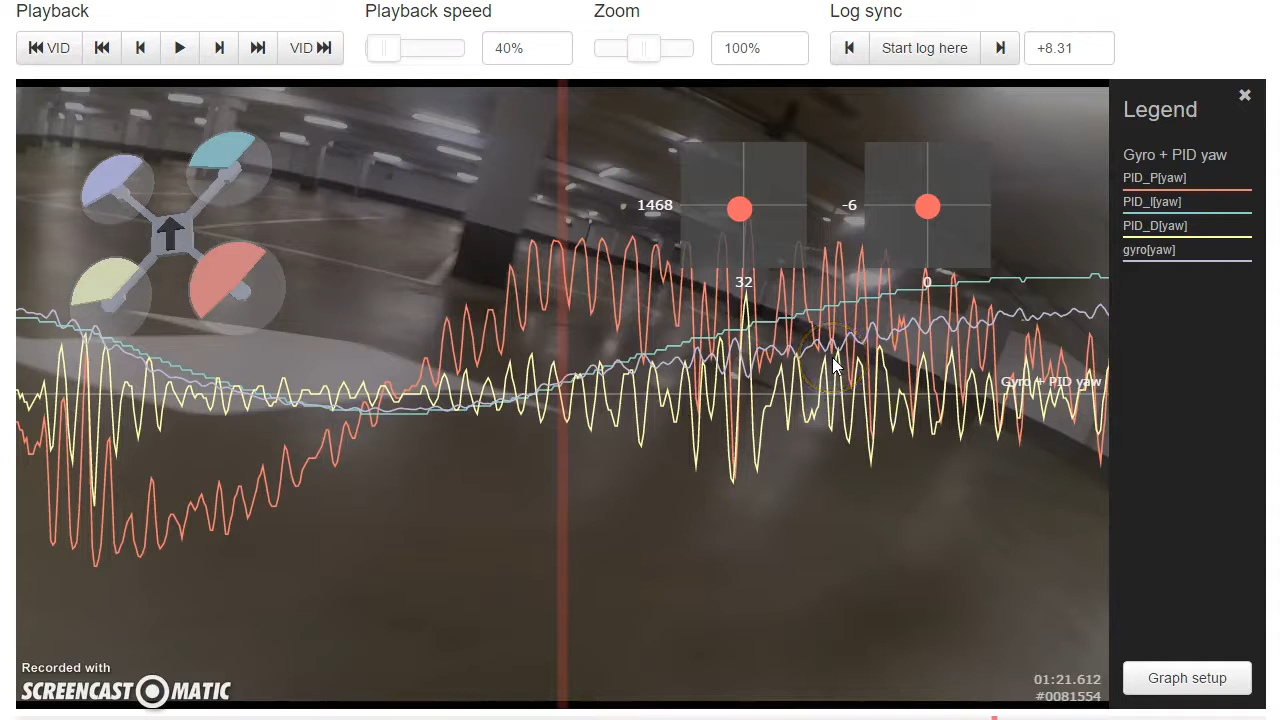 Playback
Playback speed
Zoom
Log sync
VID
VID
40%
100%
Start log here
+8.31
Legend
Gyro + PID yaw
PID_P[yaw]
PID_I[yaw]
PID_D[yaw]
gyro[yaw]
1468
-6
32
0
Gyro + PID yaw
Recorded with
SCREENCAST-O-MATIC
01:21.612
#0081554
Graph setup